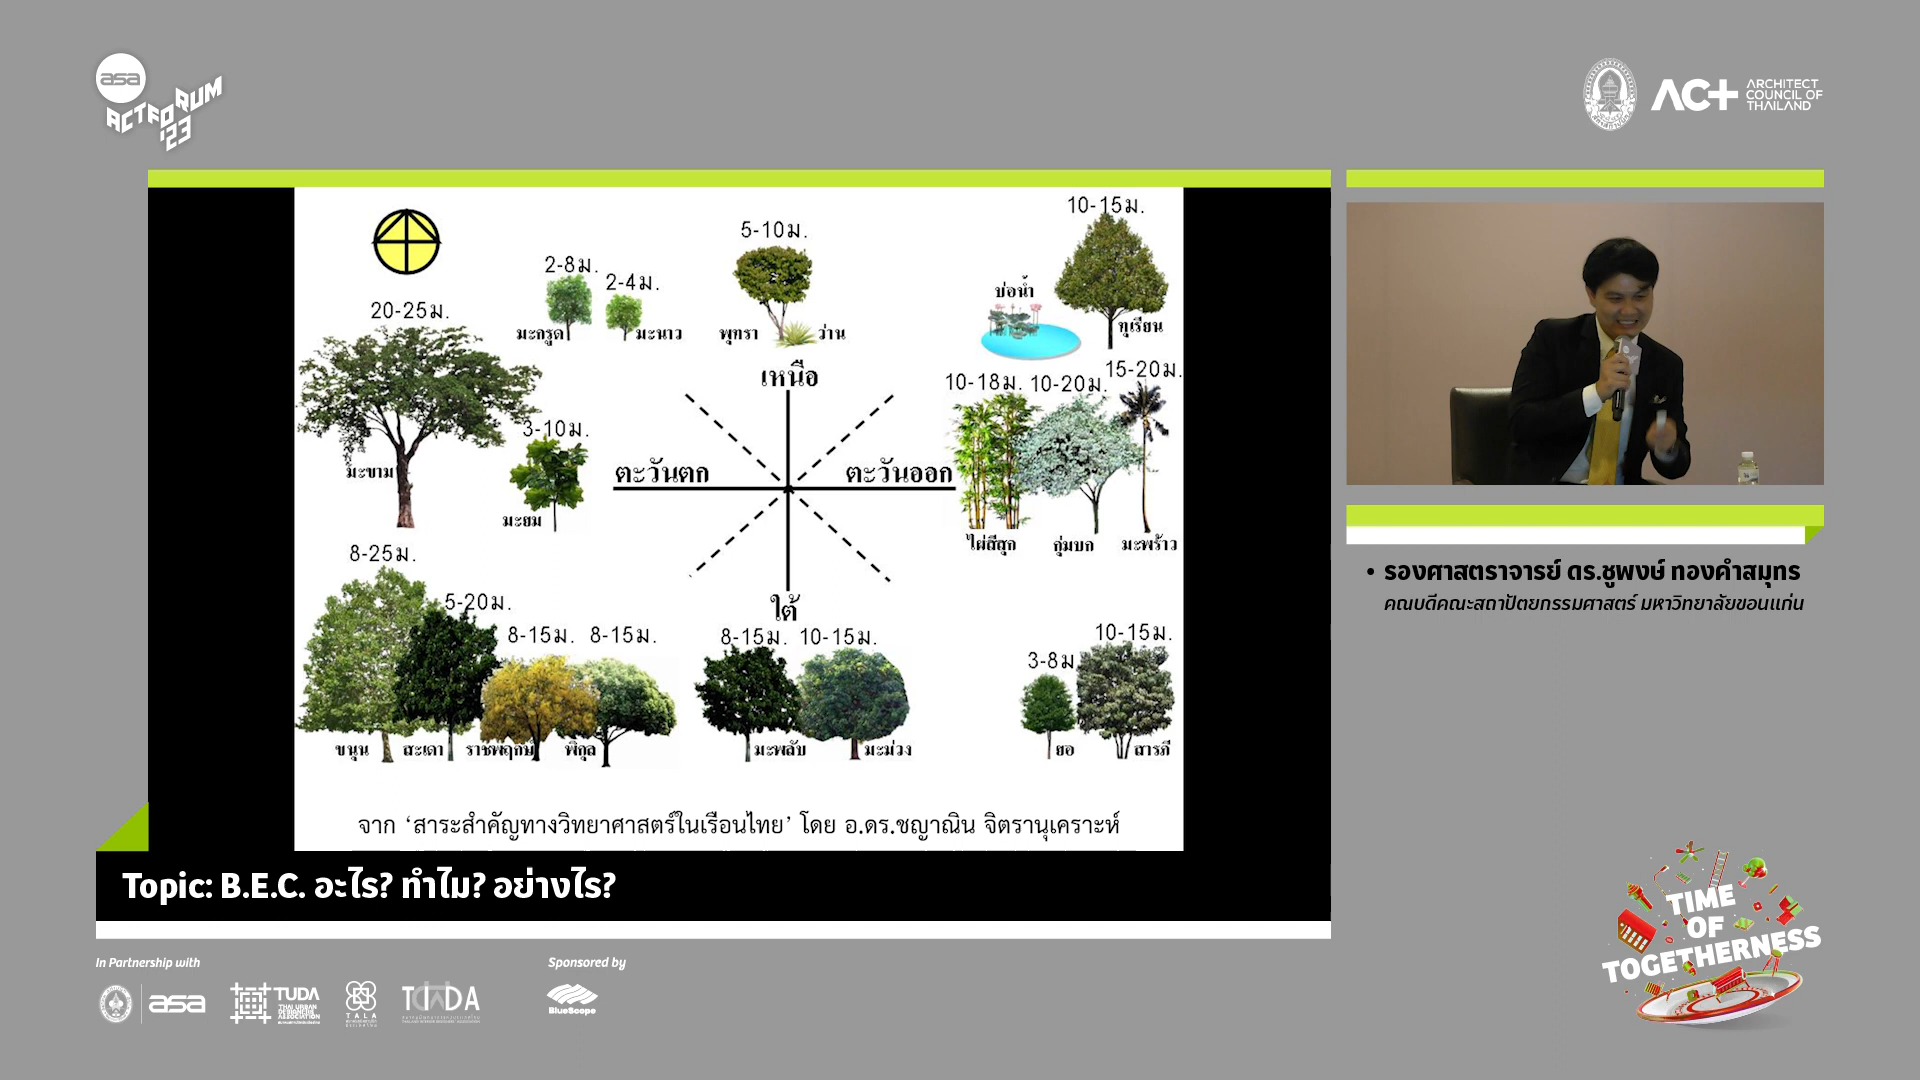 asa
ACTFORUM
'23
ACT
ARCHITECT
COUNCIL OF
THAILAND
10-15ม.
5-10ม.
2-8ม.
2-4ม.
บ่อน้ำ
20-25ม.
มะกรูด
มะนาว
พุทรา
ว่าน
ทุเรียน
เหนือ
15-20ม.
10-18ม.
10-20ม.
3-10ม.
มะขาม
ตะวันตก
ตะวันออก
มะยม
ไผ่สีสุก
กุ่มบก
มะพร้าว
8-25ม.
5-20ม.
ใต้
8-15ม.
8-15ม.
8-15ม.
10-15ม.
3-8ม
10-15ม.
ขนุน
สะเดา
ราชพฤกษ์
พิกุล
มะพลับ
มะม่วง
ยอ
สารภี
จาก ‘สาระสำคัญทางวิทยาศาสตร์ในเรือนไทย’ โดย อ.ดร.ชญาณิน จิตรานุเคราะห์
Topic: B.E.C. อะไร? ทำไม? อย่างไร?
• รองศาสตราจารย์ ดร.ชูพงษ์ ทองคำสมุทร
คณบดีคณะสถาปัตยกรรมศาสตร์ มหาวิทยาลัยขอนแก่น
TIME
OF
TOGETHERNESS
In Partnership with
asa
TUDA
THAI URBAN
DESIGNERS
ASSOCIATION
TALA
TIDA
Sponsored by
BlueScope